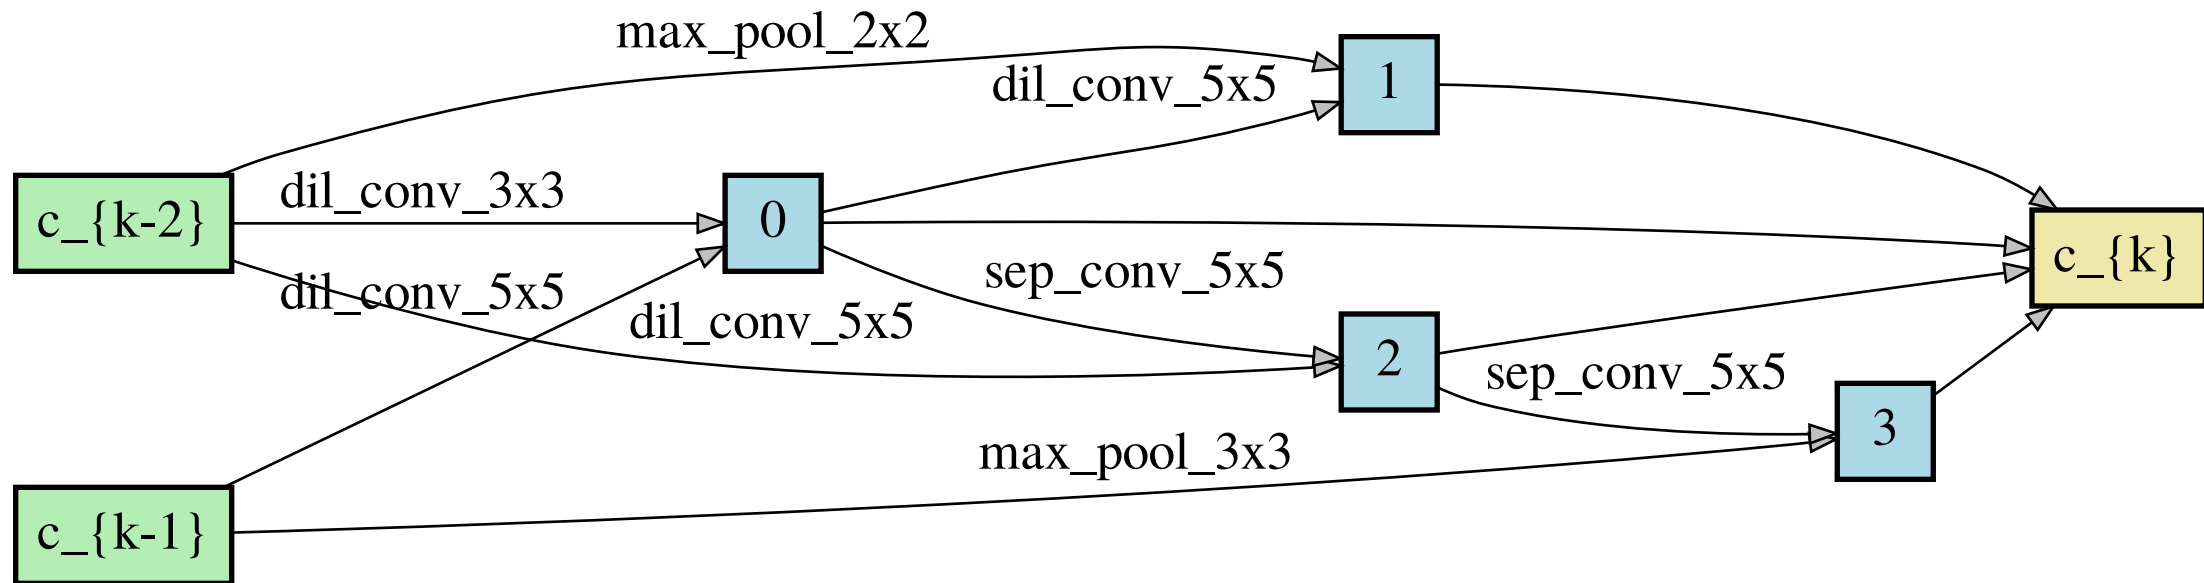 max_pool_2x2
dil_conv_5x5
1
c_{k-2}
dil_conv_3x3
0
c_{k}
dil_conv_5x5
sep_conv_5x5
dil_conv_5x5
2
sep_conv_5x5
3
max_pool_3x3
c_{k-1}